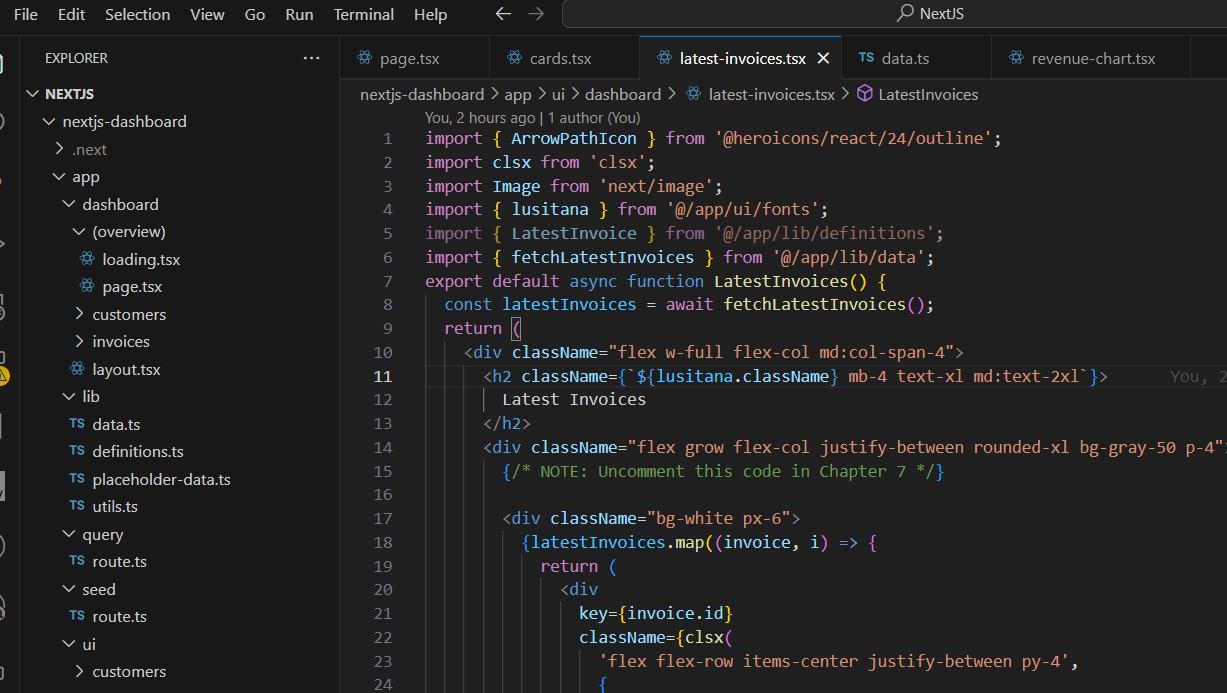 File Edit Selection View Go Run Terminal Help ← → NextJS
EXPLORER ...
NEXTJS
nextjs-dashboard
.next
app
dashboard
(overview)
loading.tsx
page.tsx
customers
invoices
layout.tsx
lib
TS data.ts
TS definitions.ts
TS placeholder-data.ts
TS utils.ts
query
TS route.ts
seed
TS route.ts
ui
customers
page.tsx cards.tsx latest-invoices.tsx × TS data.ts revenue-chart.tsx
nextjs-dashboard > app > ui > dashboard > latest-invoices.tsx > LatestInvoices
You, 2 hours ago | 1 author (You)
1 import { ArrowPathIcon } from '@heroicons/react/24/outline';
2 import clsx from 'clsx';
3 import Image from 'next/image';
4 import { lusitana } from '@/app/ui/fonts';
5 import { LatestInvoice } from '@/app/lib/definitions';
6 import { fetchLatestInvoices } from '@/app/lib/data';
7 export default async function LatestInvoices() {
8 const latestInvoices = await fetchLatestInvoices();
9 return (
10 <div className="flex w-full flex-col md:col-span-4">
11 <h2 className={`${lusitana.className} mb-4 text-xl md:text-2xl`}> You, 2
12 Latest Invoices
13 </h2>
14 <div className="flex grow flex-col justify-between rounded-xl bg-gray-50 p-4"
15 {/* NOTE: Uncomment this code in Chapter 7 */}
16
17 <div className="bg-white px-6">
18 {latestInvoices.map((invoice, i) => {
19 return (
20 <div
21 key={invoice.id}
22 className={clsx(
23 'flex flex-row items-center justify-between py-4',
24 {